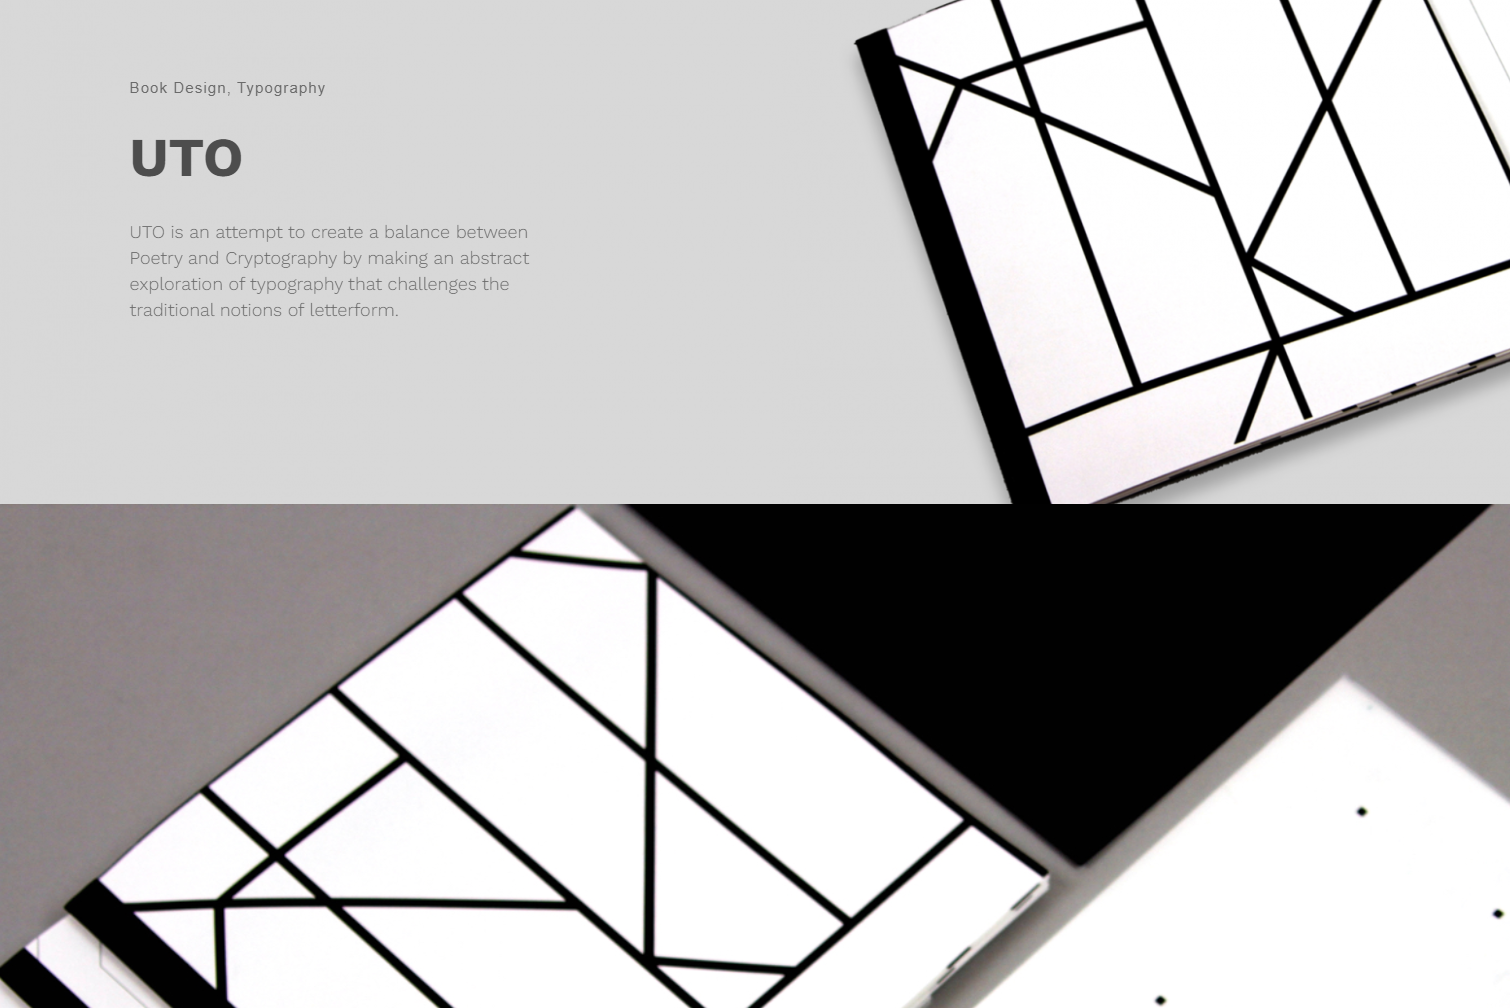 Book Design, Typography
UTO
UTO is an attempt to create a balance between
Poetry and Cryptography by making an abstract
exploration of typography that challenges the
traditional notions of letterform.